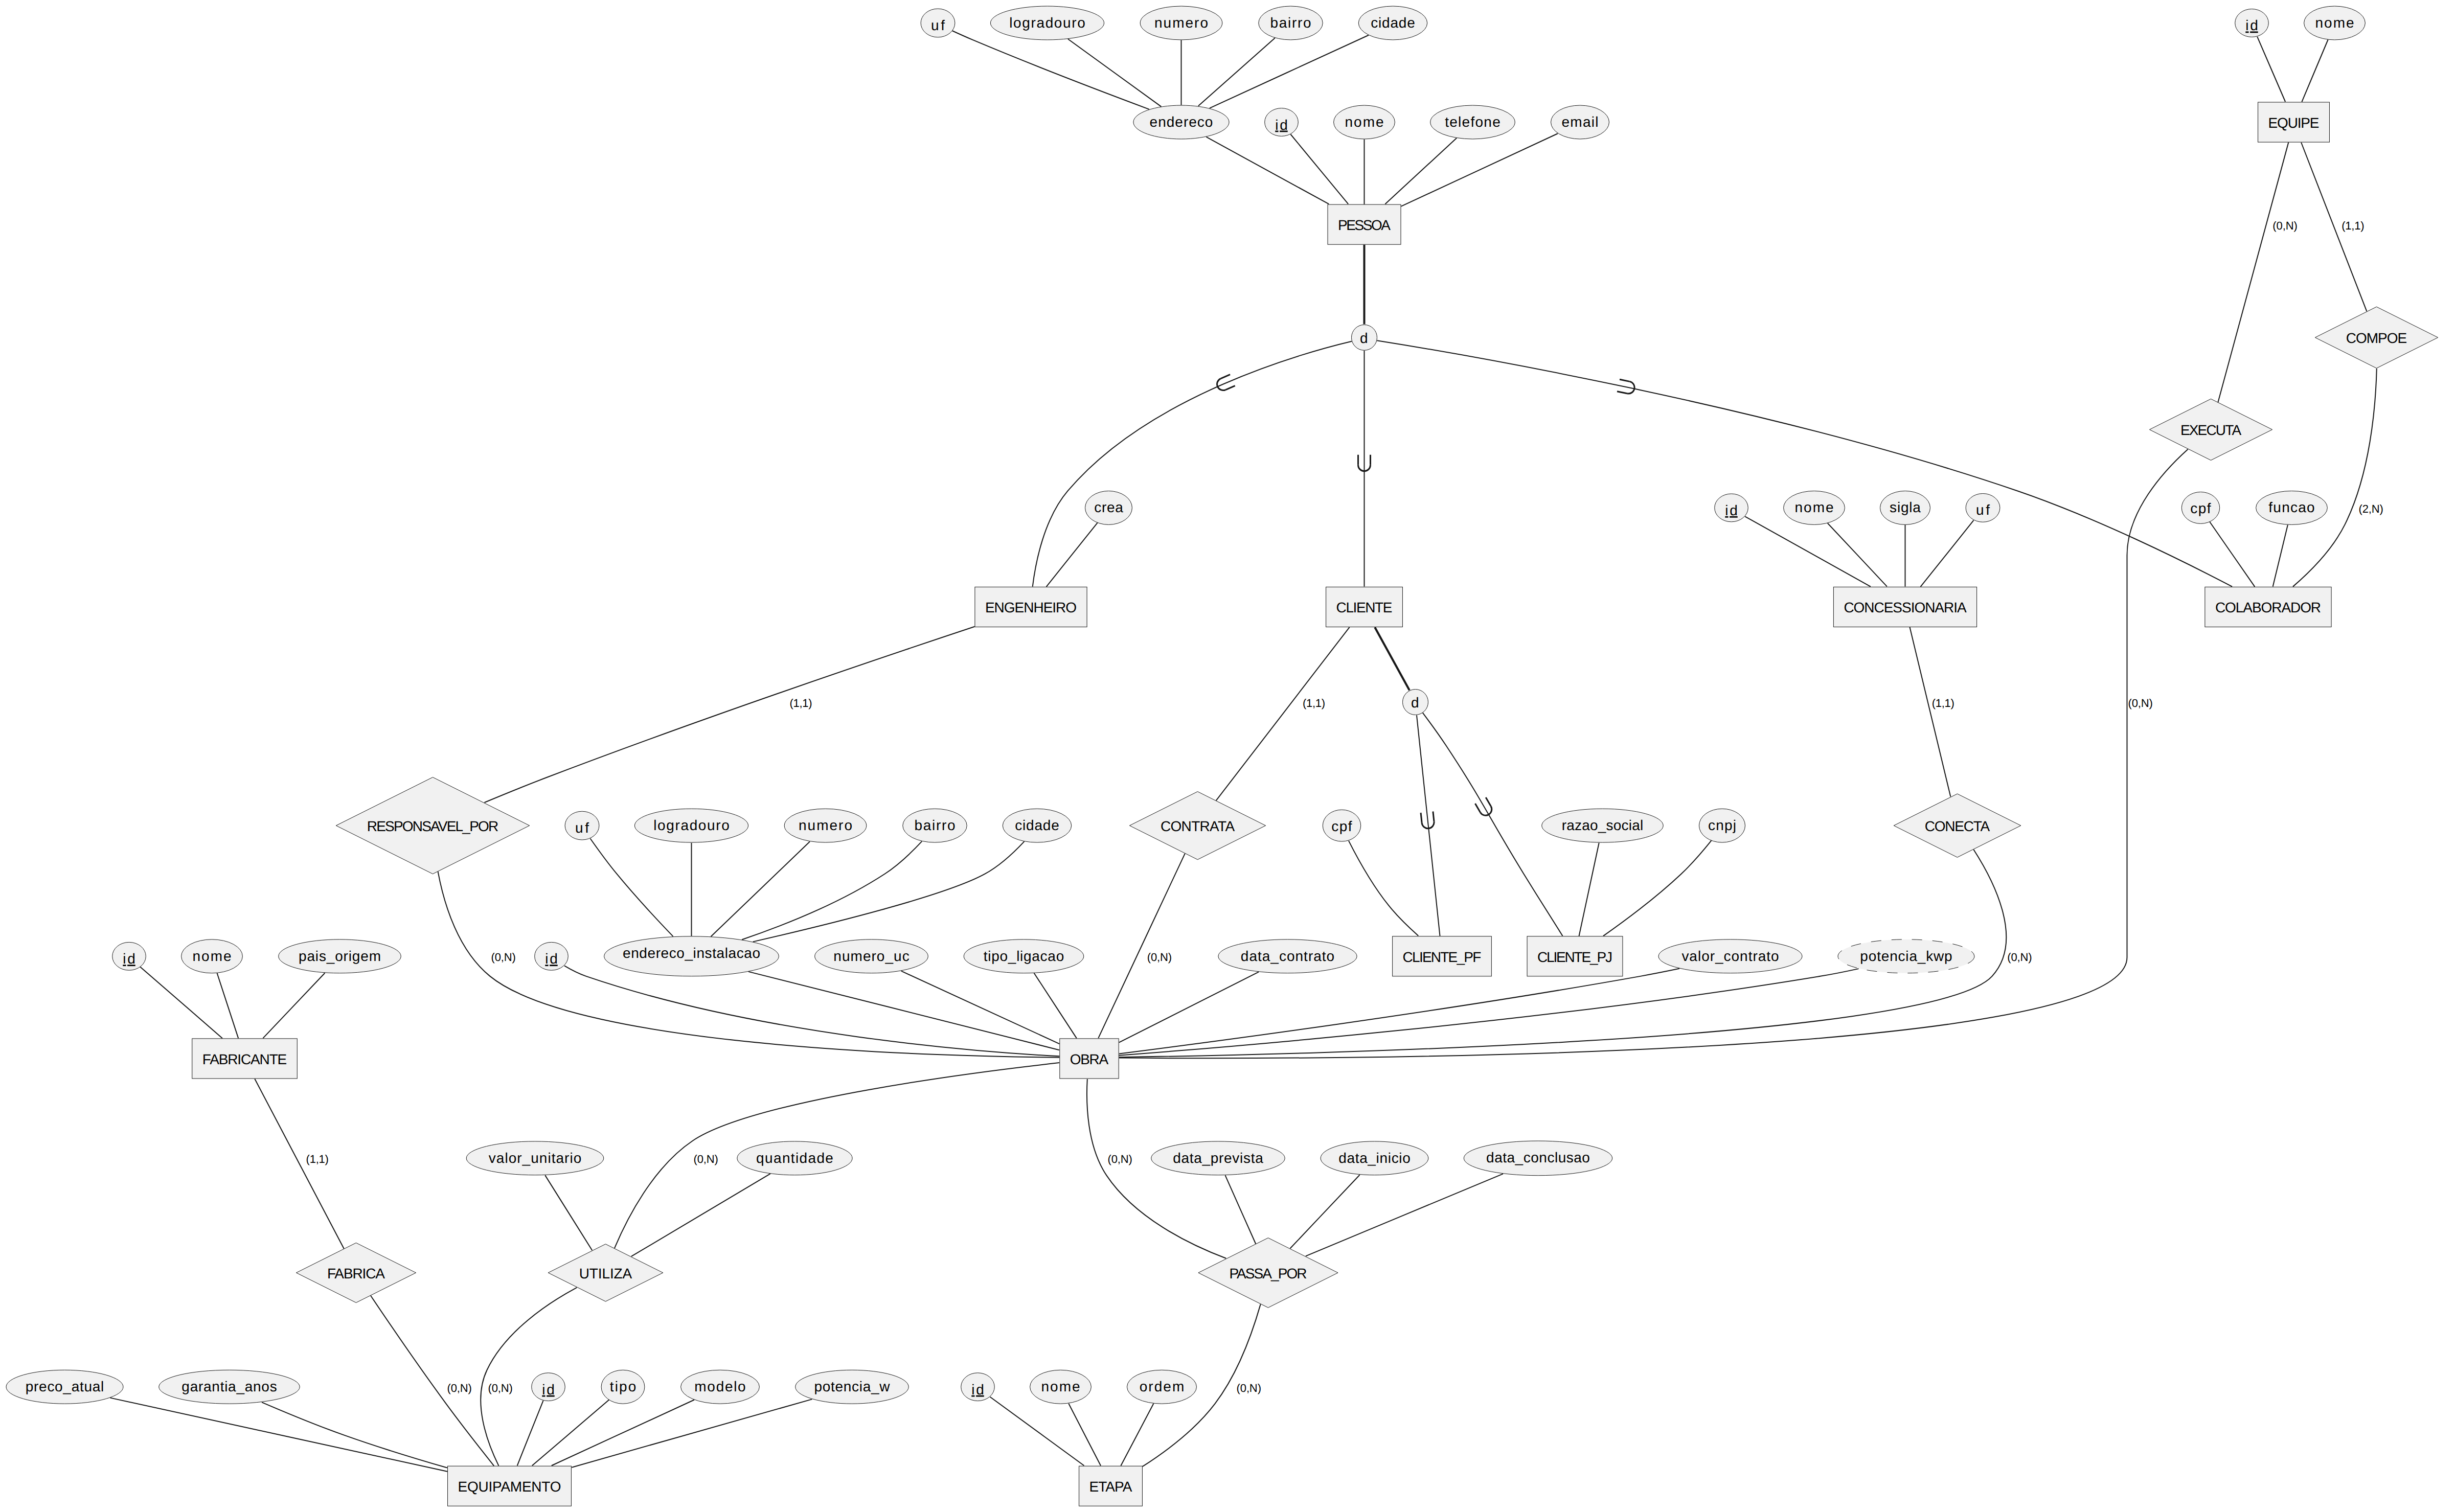 uf
logradouro
numero
bairro
cidade
id
nome
endereco
id
nome
telefone
email
EQUIPE
PESSOA
(0,N)
(1,1)
d
COMPOE
EXECUTA
crea
id
nome
sigla
uf
cpf
funcao
(2,N)
ENGENHEIRO
CLIENTE
CONCESSIONARIA
COLABORADOR
(1,1)
(1,1)
d
(1,1)
(0,N)
RESPONSAVEL_POR
uf
logradouro
numero
bairro
cidade
CONTRATA
cpf
razao_social
cnpj
CONECTA
id
nome
pais_origem
(0,N)
id
endereco_instalacao
numero_uc
tipo_ligacao
(0,N)
data_contrato
CLIENTE_PF
CLIENTE_PJ
valor_contrato
potencia_kwp
(0,N)
FABRICANTE
OBRA
(1,1)
valor_unitario
(0,N)
quantidade
(0,N)
data_prevista
data_inicio
data_conclusao
FABRICA
UTILIZA
PASSA_POR
preco_atual
garantia_anos
(0,N)
(0,N)
id
tipo
modelo
potencia_w
id
nome
ordem
(0,N)
EQUIPAMENTO
ETAPA